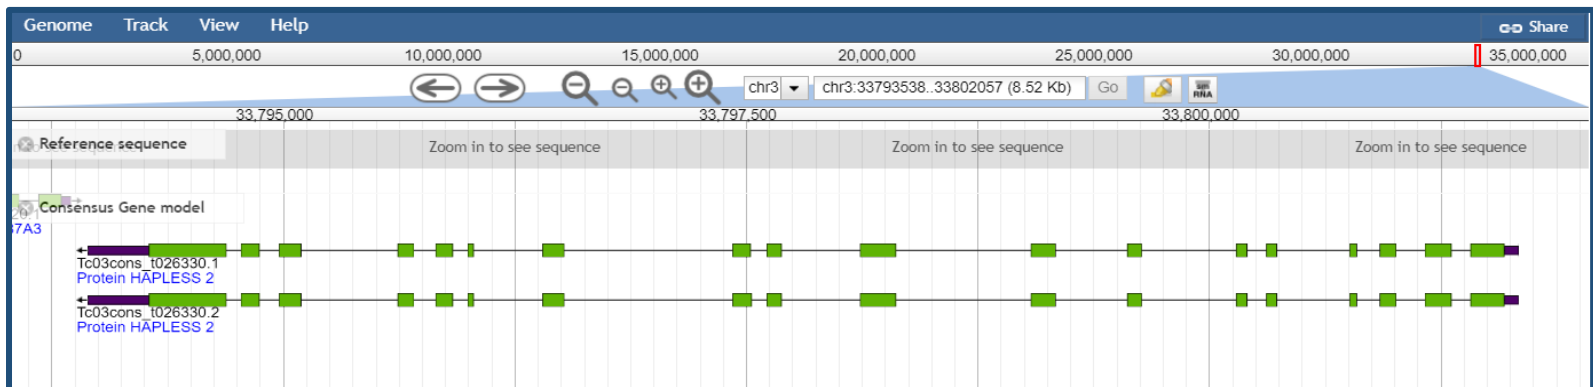 Genome Track View Help Share
0 5,000,000 10,000,000 15,000,000 20,000,000 25,000,000 30,000,000 35,000,000
chr3 chr3:33793538..33802057 (8.52 Kb) Go sm RNA
33,795,000 33,797,500 33,800,000
Reference sequence Zoom in to see sequence Zoom in to see sequence Zoom in to see sequence
Consensus Gene model
37A3
Tc03cons_t026330.1
Protein HAPLESS 2
Tc03cons_t026330.2
Protein HAPLESS 2